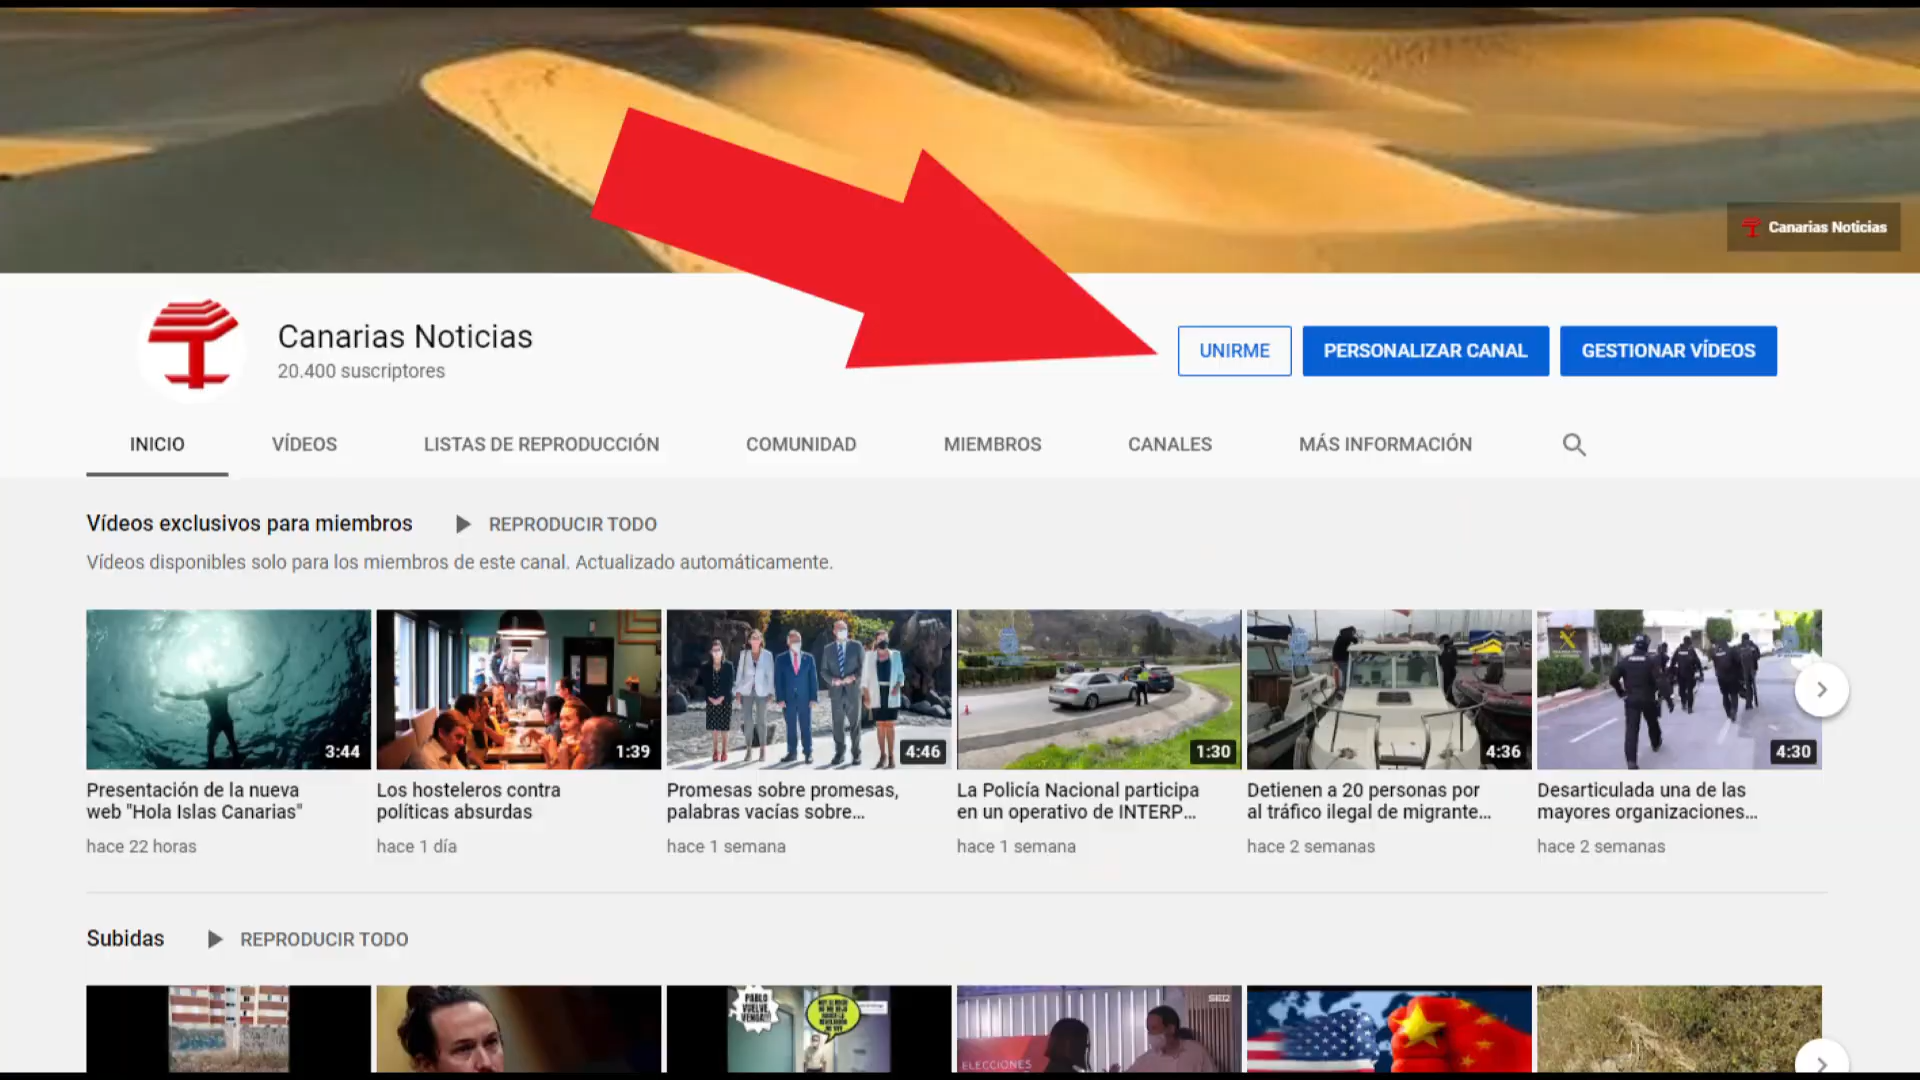 Canarias Noticias
Canarias Noticias
20.400 suscriptores
UNIRME
PERSONALIZAR CANAL
GESTIONAR VÍDEOS
INICIO
VÍDEOS
LISTAS DE REPRODUCCIÓN
COMUNIDAD
MIEMBROS
CANALES
MÁS INFORMACIÓN
Vídeos exclusivos para miembros
REPRODUCIR TODO
Vídeos disponibles solo para los miembros de este canal. Actualizado automáticamente.
3:44
1:39
4:46
1:30
4:36
4:30
Presentación de la nueva
web "Hola Islas Canarias"
hace 22 horas
Los hosteleros contra
políticas absurdas
hace 1 día
Promesas sobre promesas,
palabras vacías sobre...
hace 1 semana
La Policía Nacional participa
en un operativo de INTERP...
hace 1 semana
Detienen a 20 personas por
al tráfico ilegal de migrante...
hace 2 semanas
Desarticulada una de las
mayores organizaciones...
hace 2 semanas
Subidas
REPRODUCIR TODO
PABLO
VUELVE,
VENGA!!!
SER
ELECCIONES